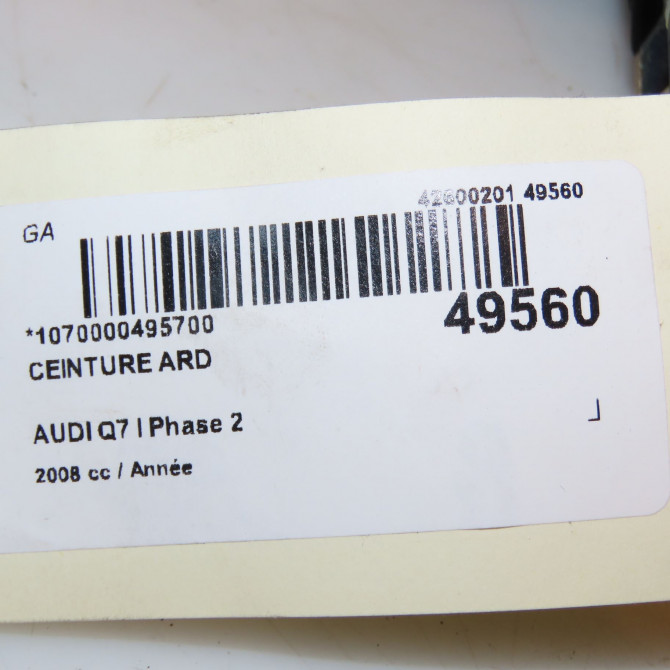 42600201 49560
GA
*1070000495700
49560
CEINTURE ARD
AUDI Q7 I Phase 2
2008 cc / Année